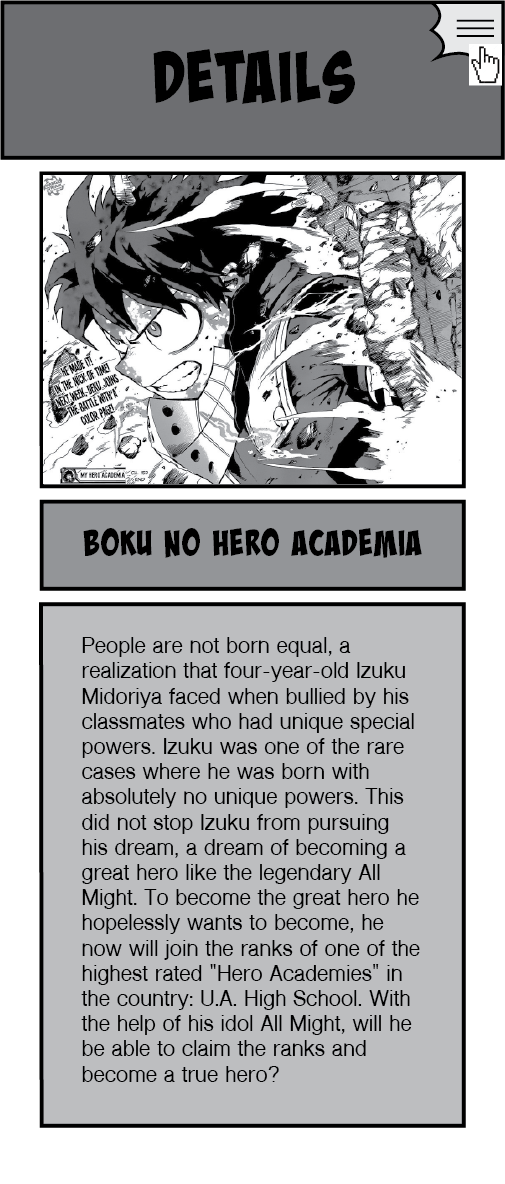 DETAILS
HE MADE IT!
IN THE NICK OF TIME!
NEXT WEEK, DEKU JOINS
THE BATTLE WITH A
COLOR PAGE!
MY HERO ACADEMIA
END
BOKU NO HERO ACADEMIA
People are not born equal, a
realization that four-year-old Izuku
Midoriya faced when bullied by his
classmates who had unique special
powers. Izuku was one of the rare
cases where he was born with
absolutely no unique powers. This
did not stop Izuku from pursuing
his dream, a dream of becoming a
great hero like the legendary All
Might. To become the great hero he
hopelessly wants to become, he
now will join the ranks of one of the
highest rated "Hero Academies" in
the country: U.A. High School. With
the help of his idol All Might, will he
be able to claim the ranks and
become a true hero?